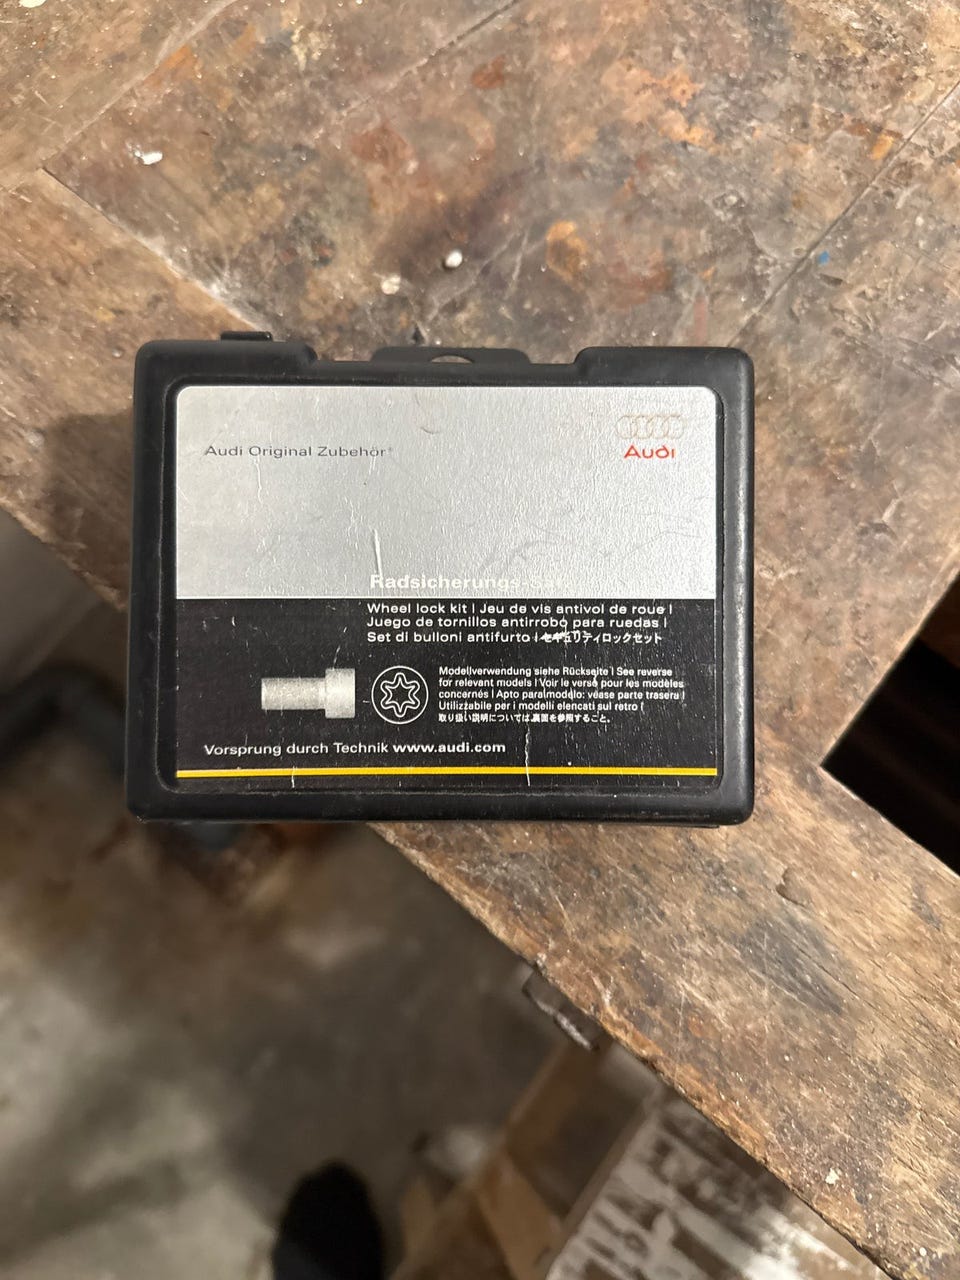 Audi Original Zubehör®
Audi
Radsicherungs-Satz
Wheel lock kit | Jeu de vis antivol de roue |
Juego de tornillos antirrobo para ruedas |
Set di bulloni antifurto | セキュリティロックセット
Modellverwendung siehe Rückseite | See reverse
for relevant models | Voir le verso pour les modèles
concernés | Apto para modelo: véase parte trasera |
Utilizzabile per i modelli elencati sul retro |
取り扱い説明については、裏面を参照すること。
Vorsprung durch Technik www.audi.com